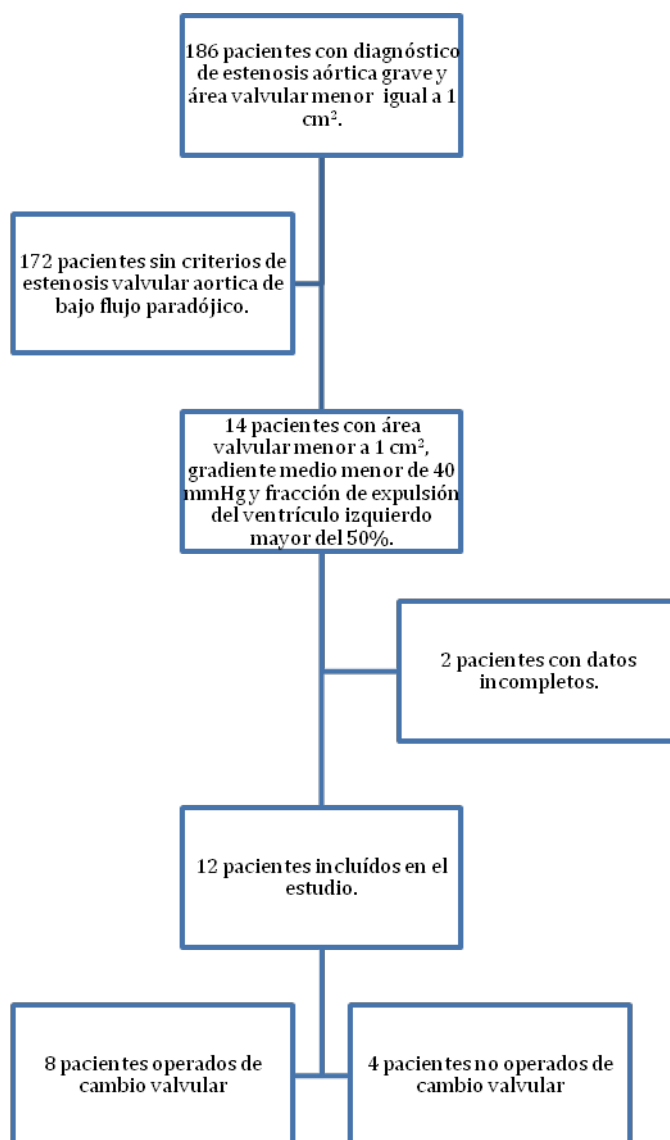 186 pacientes con diagnóstico
de estenosis aórtica grave y
área valvular menor igual a 1
cm².
172 pacientes sin criterios de
estenosis valvular aortica de
bajo flujo paradójico.
14 pacientes con área
valvular menor a 1 cm²,
gradiente medio menor de 40
mmHg y fracción de expulsión
del ventrículo izquierdo
mayor del 50%.
2 pacientes con datos
incompletos.
12 pacientes incluídos en el
estudio.
8 pacientes operados de
cambio valvular
4 pacientes no operados de
cambio valvular